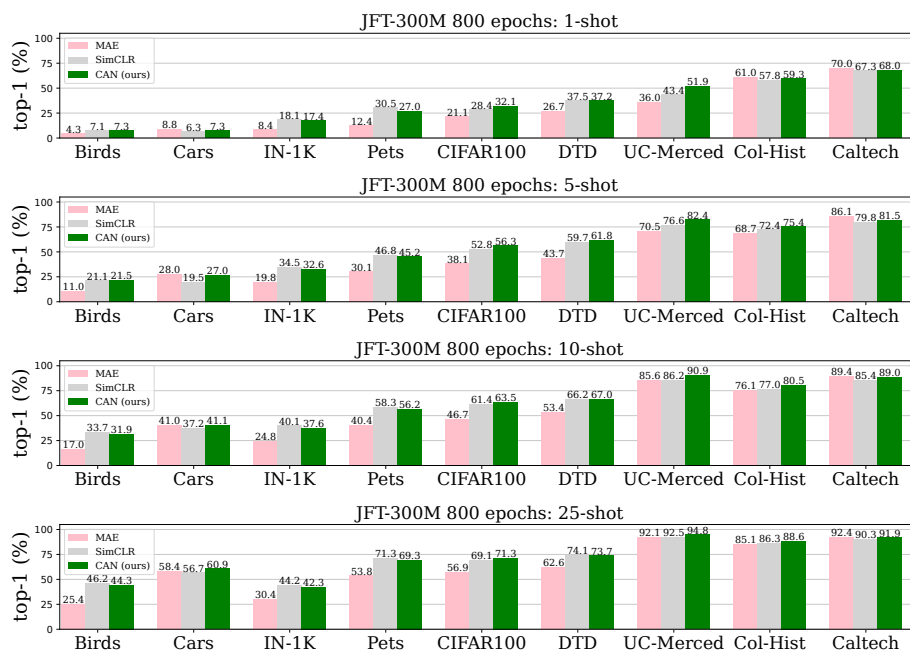 JFT-300M 800 epochs: 1-shot
top-1 (%)
100
75
50
25
0
MAE
SimCLR
CAN (ours)
4.3 7.1 7.3 8.8 6.3 7.3 8.4 18.1 17.4 12.4 30.5 27.0 21.1 28.4 32.1 26.7 37.5 37.2 36.0 43.4 51.9 61.0 57.8 59.3 70.0 67.3 68.0
Birds Cars IN-1K Pets CIFAR100 DTD UC-Merced Col-Hist Caltech
JFT-300M 800 epochs: 5-shot
top-1 (%)
100
75
50
25
0
MAE
SimCLR
CAN (ours)
11.0 21.1 21.5 28.0 19.5 27.0 19.8 34.5 32.6 30.1 46.8 45.2 38.1 52.8 56.3 43.7 59.7 61.8 70.5 76.6 82.4 68.7 72.4 75.4 86.1 79.8 81.5
Birds Cars IN-1K Pets CIFAR100 DTD UC-Merced Col-Hist Caltech
JFT-300M 800 epochs: 10-shot
top-1 (%)
100
75
50
25
0
MAE
SimCLR
CAN (ours)
17.0 33.7 31.9 41.0 37.2 41.1 24.8 40.1 37.6 40.4 58.3 56.2 46.7 61.4 63.5 53.4 66.2 67.0 85.6 86.2 90.9 76.1 77.0 80.5 89.4 85.4 89.0
Birds Cars IN-1K Pets CIFAR100 DTD UC-Merced Col-Hist Caltech
JFT-300M 800 epochs: 25-shot
top-1 (%)
100
75
50
25
0
MAE
SimCLR
CAN (ours)
25.4 46.2 44.3 58.4 56.7 60.9 30.4 44.2 42.3 53.8 71.3 69.3 56.9 69.1 71.3 62.6 74.1 73.7 92.1 92.5 94.8 85.1 86.3 88.6 92.4 90.3 91.9
Birds Cars IN-1K Pets CIFAR100 DTD UC-Merced Col-Hist Caltech